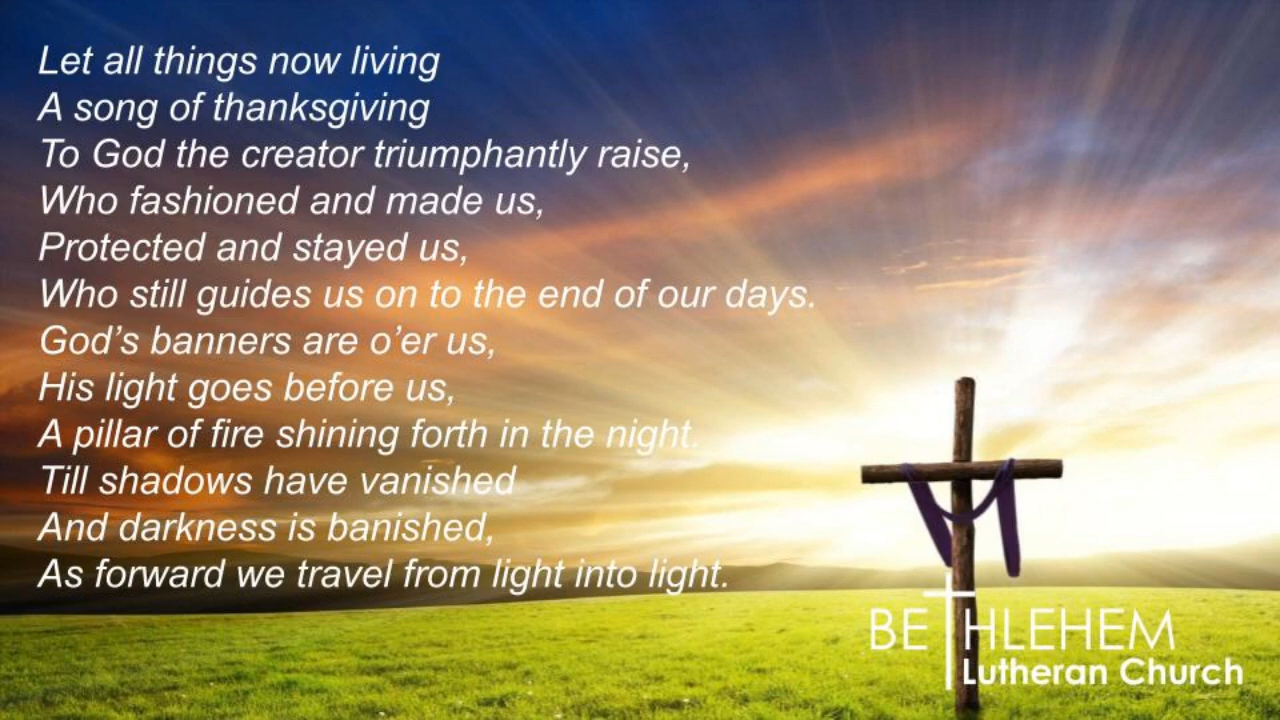 Let all things now living
A song of thanksgiving
To God the creator triumphantly raise,
Who fashioned and made us,
Protected and stayed us,
Who still guides us on to the end of our days.
God’s banners are o’er us,
His light goes before us,
A pillar of fire shining forth in the night.
Till shadows have vanished
And darkness is banished,
As forward we travel from light into light.
BETHLEHEM
Lutheran Church